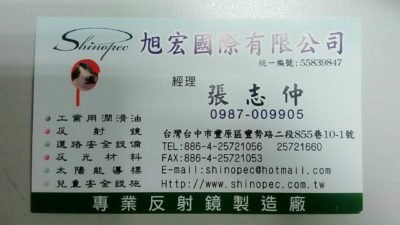 Shinopec 旭宏國際有限公司
統一編號:55839847
經理
張志仲
0987-009905
工業用潤滑油
反射鏡
道路安全設備
反光材料
太陽能導標
兒童安全設施
台灣台中市豐原區豐勢路二段855巷10-1號
TEL:886-4-25721056 25721660
FAX:886-4-25721053
E-mail:shinopec@hotmail.com
Http://www.shinopec.com.tw
專業反射鏡製造廠